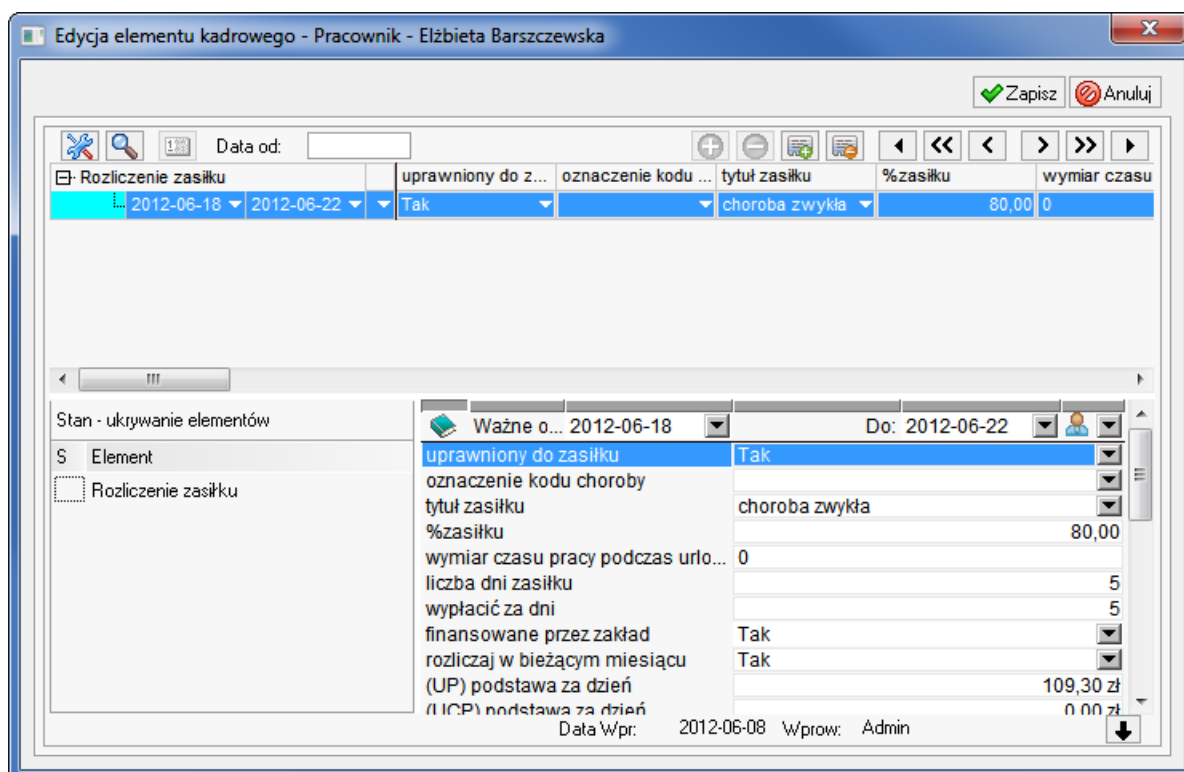 Edycja elementu kadrowego - Pracownik - Elżbieta Barszczewska
Zapisz Anuluj
Data od:
Rozliczenie zasiłku uprawniony do z... oznaczenie kodu ... tytuł zasiłku %zasiłku wymiar czasu
2012-06-18 2012-06-22 Tak choroba zwykła 80,00 0
Stan - ukrywanie elementów
S Element
Rozliczenie zasiłku
Ważne o... 2012-06-18 Do: 2012-06-22
uprawniony do zasiłku Tak
oznaczenie kodu choroby
tytuł zasiłku choroba zwykła
%zasiłku 80,00
wymiar czasu pracy podczas urlo... 0
liczba dni zasiłku 5
wypłacić za dni 5
finansowane przez zakład Tak
rozliczaj w bieżącym miesiącu Tak
(UP) podstawa za dzień 109,30 zł
(UCP) podstawa za dzień 0,00 zł
Data Wpr: 2012-06-08 Wprow: Admin